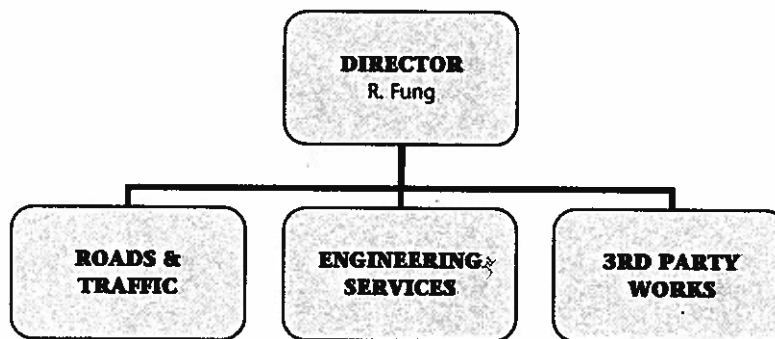 DIRECTOR
R. Fung
ROADS &
TRAFFIC
ENGINEERING
SERVICES
3RD PARTY
WORKS